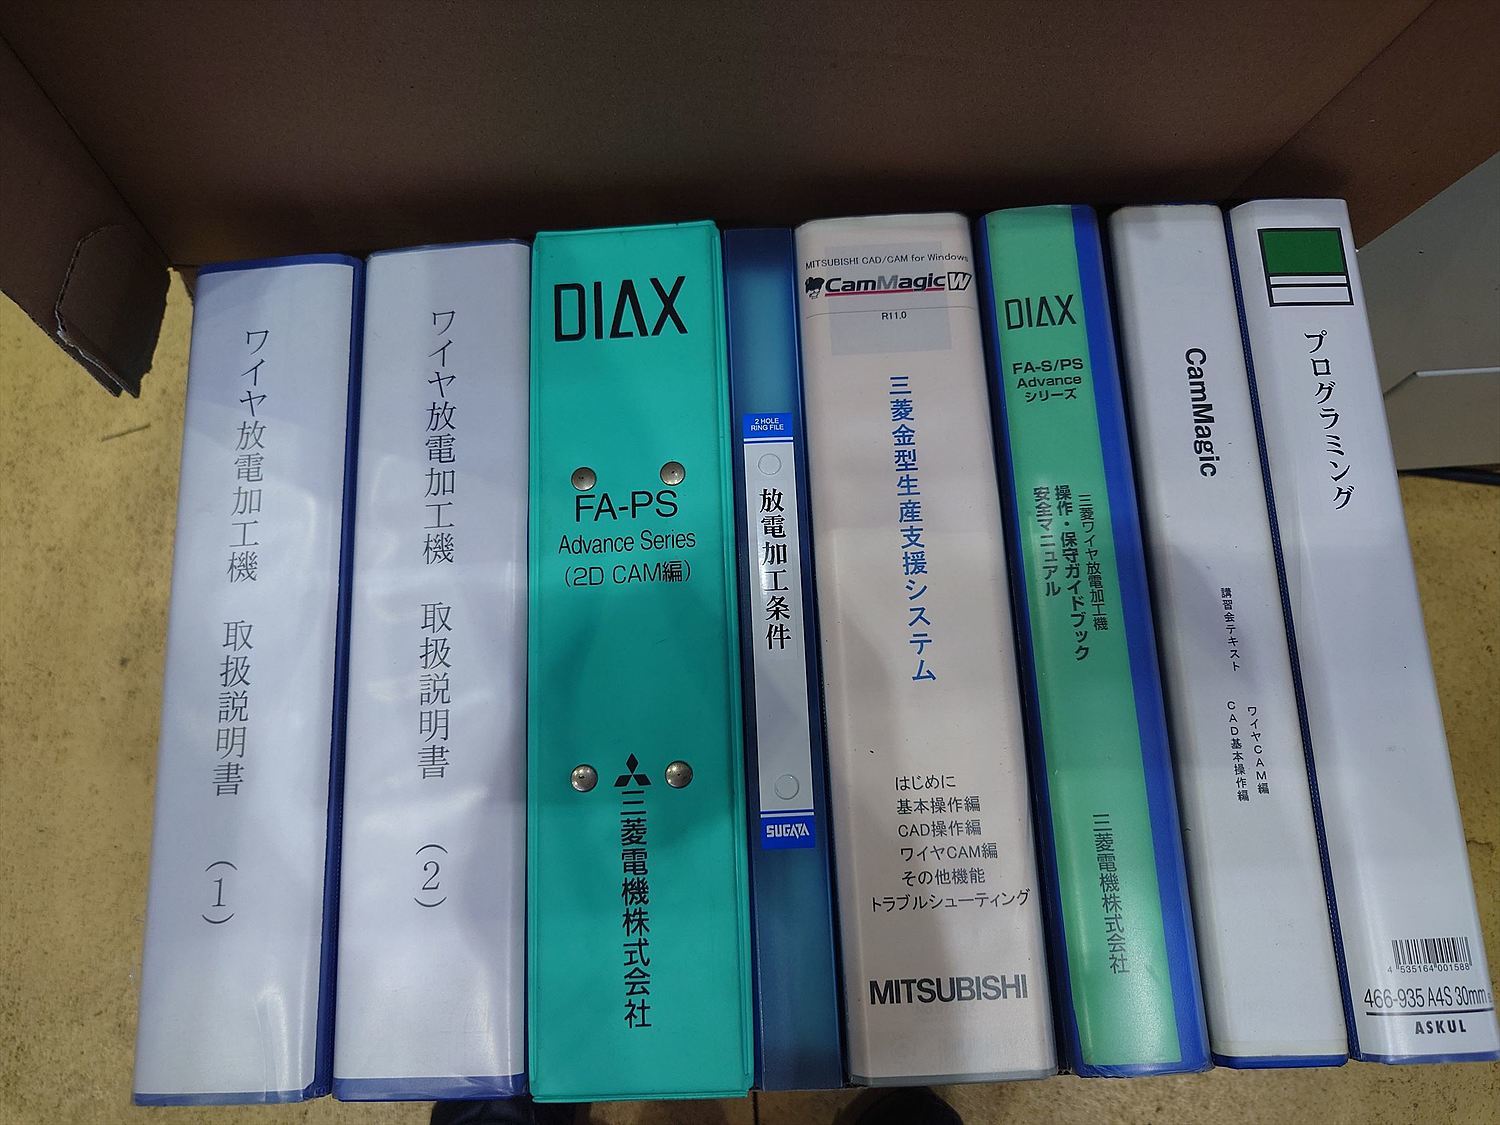 ワイヤ放電加工機 取扱説明書 (1)
ワイヤ放電加工機 取扱説明書 (2)
DIAX
FA-PS
Advance Series
(2D CAM編)
三菱電機株式会社
2 HOLE
RING FILE
放電加工条件
SUGATA
MITSUBISHI CAD/CAM for Windows
CamMagic W
R11.0
三菱金型生産支援システム
はじめに
基本操作編
CAD操作編
ワイヤCAM編
その他機能
トラブルシューティング
MITSUBISHI
DIAX
FA-S/PS
Advance
シリーズ
三菱ワイヤ放電加工機
操作・保守ガイドブック
安全マニュアル
三菱電機株式会社
CamMagic
講習会テキスト
ワイヤCAM編
CAD基本操作編
プログラミング
4 535164 001588
466-935 A4S 30mm
ASKUL